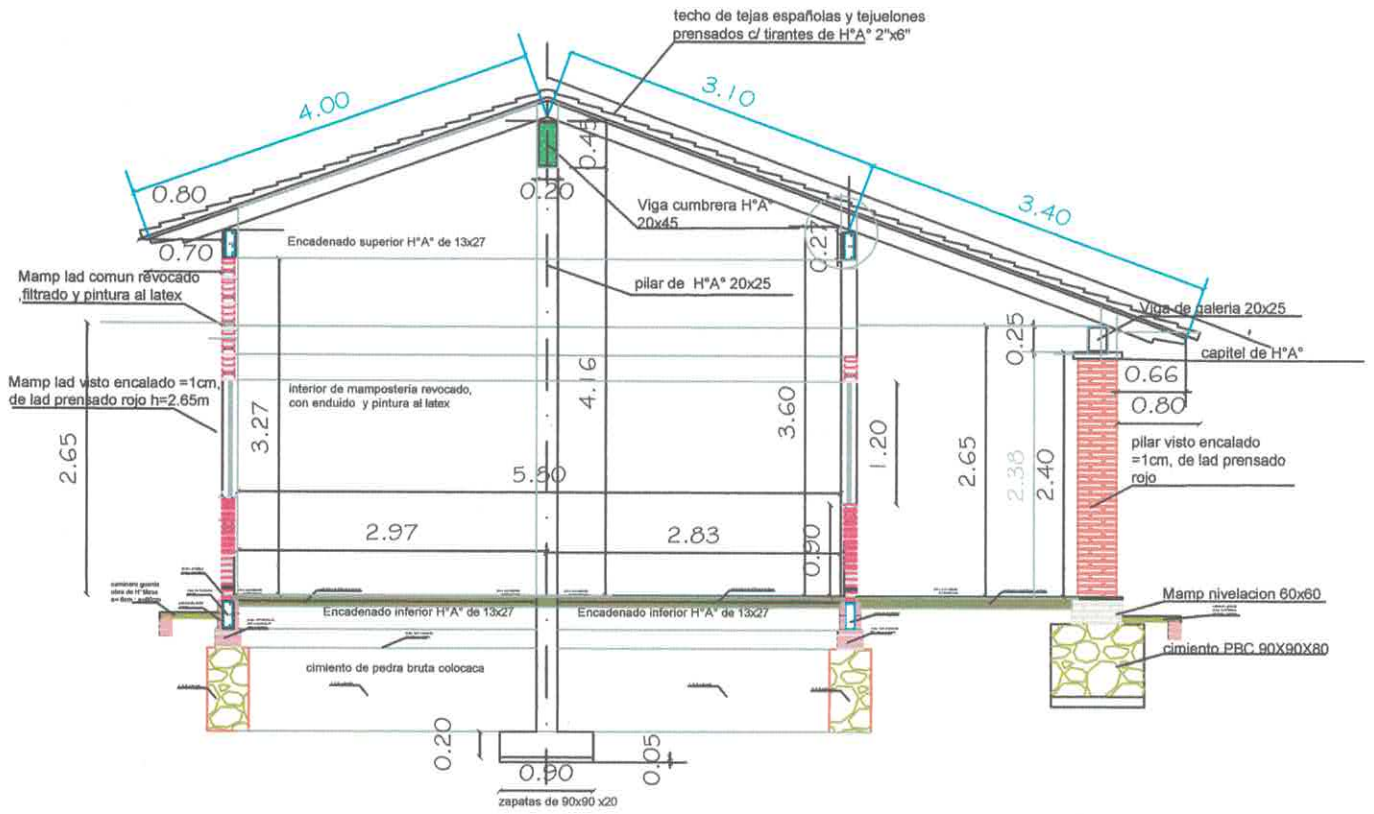 techo de tejas españolas y tejuelones
prensados c/ tirantes de H°A° 2"x6"
4.00
3.10
3.40
0.80
0.45
0.20
Viga cumbrera H°A°
20x45
Encadenado superior H°A° de 13x27
0.70
0.27
Mamp lad comun revocado
,filtrado y pintura al latex
pilar de H°A° 20x25
Viga de galeria 20x25
0.25
capitel de H°A°
Mamp lad visto encalado =1cm,
de lad prensado rojo h=2.65m
interior de mampostería revocado,
con enduido y pintura al latex
0.66
0.80
2.65
3.27
4.16
3.60
1.20
2.65
2.38
2.40
pilar visto encalado
=1cm, de lad prensado
rojo
5.80
2.97
2.83
0.90
Encadenado inferior H°A° de 13x27
Encadenado inferior H°A° de 13x27
Mamp nivelacion 60x60
cimiento de pedra bruta colocaca
cimiento PBC 90X90X80
0.20
0.90
0.05
zapatas de 90x90 x20